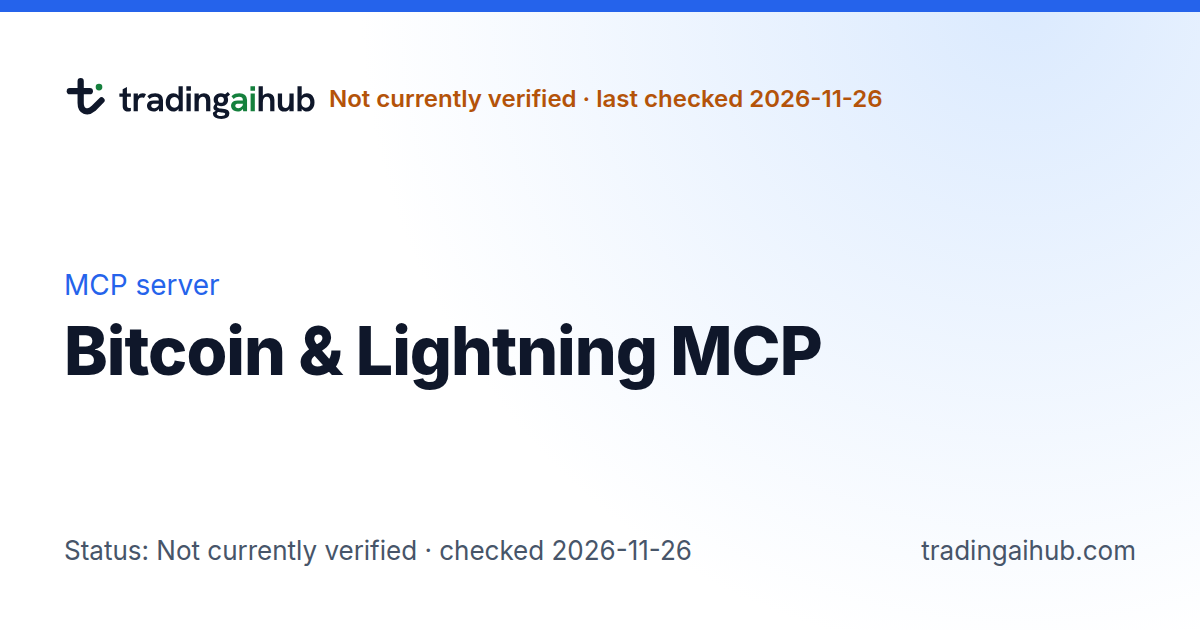 tradingaihub Not currently verified · last checked 2026-11-26
MCP server
Bitcoin & Lightning MCP
Status: Not currently verified · checked 2026-11-26
tradingaihub.com